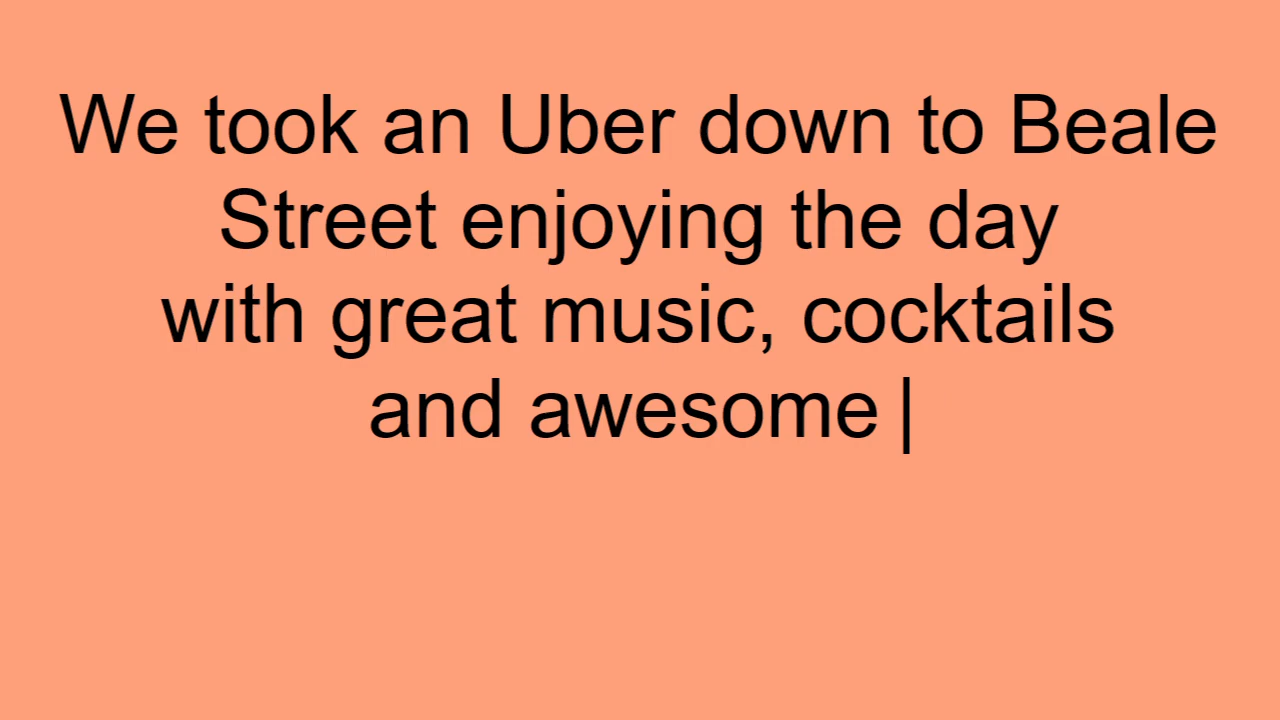 We took an Uber down to Beale
Street enjoying the day
with great music, cocktails
and awesome